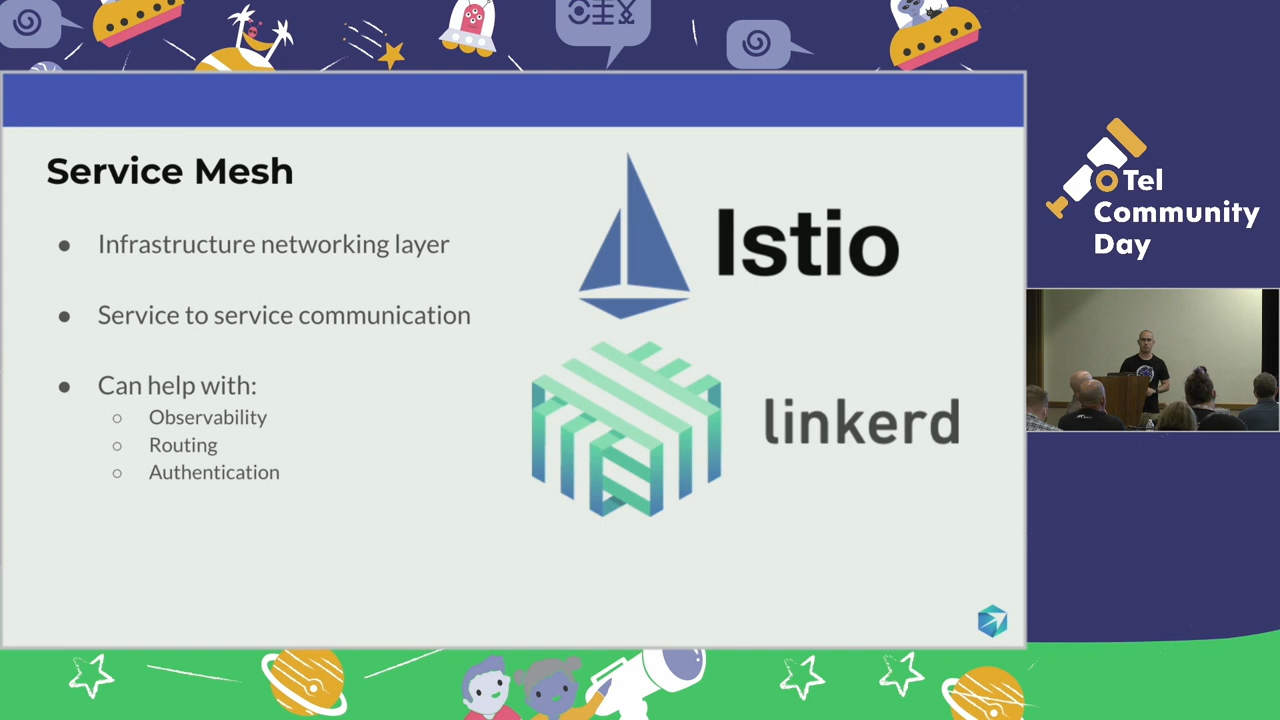 Service Mesh
Infrastructure networking layer
Service to service communication
Can help with:
Observability
Routing
Authentication
Istio
linkerd
OTel
Community
Day